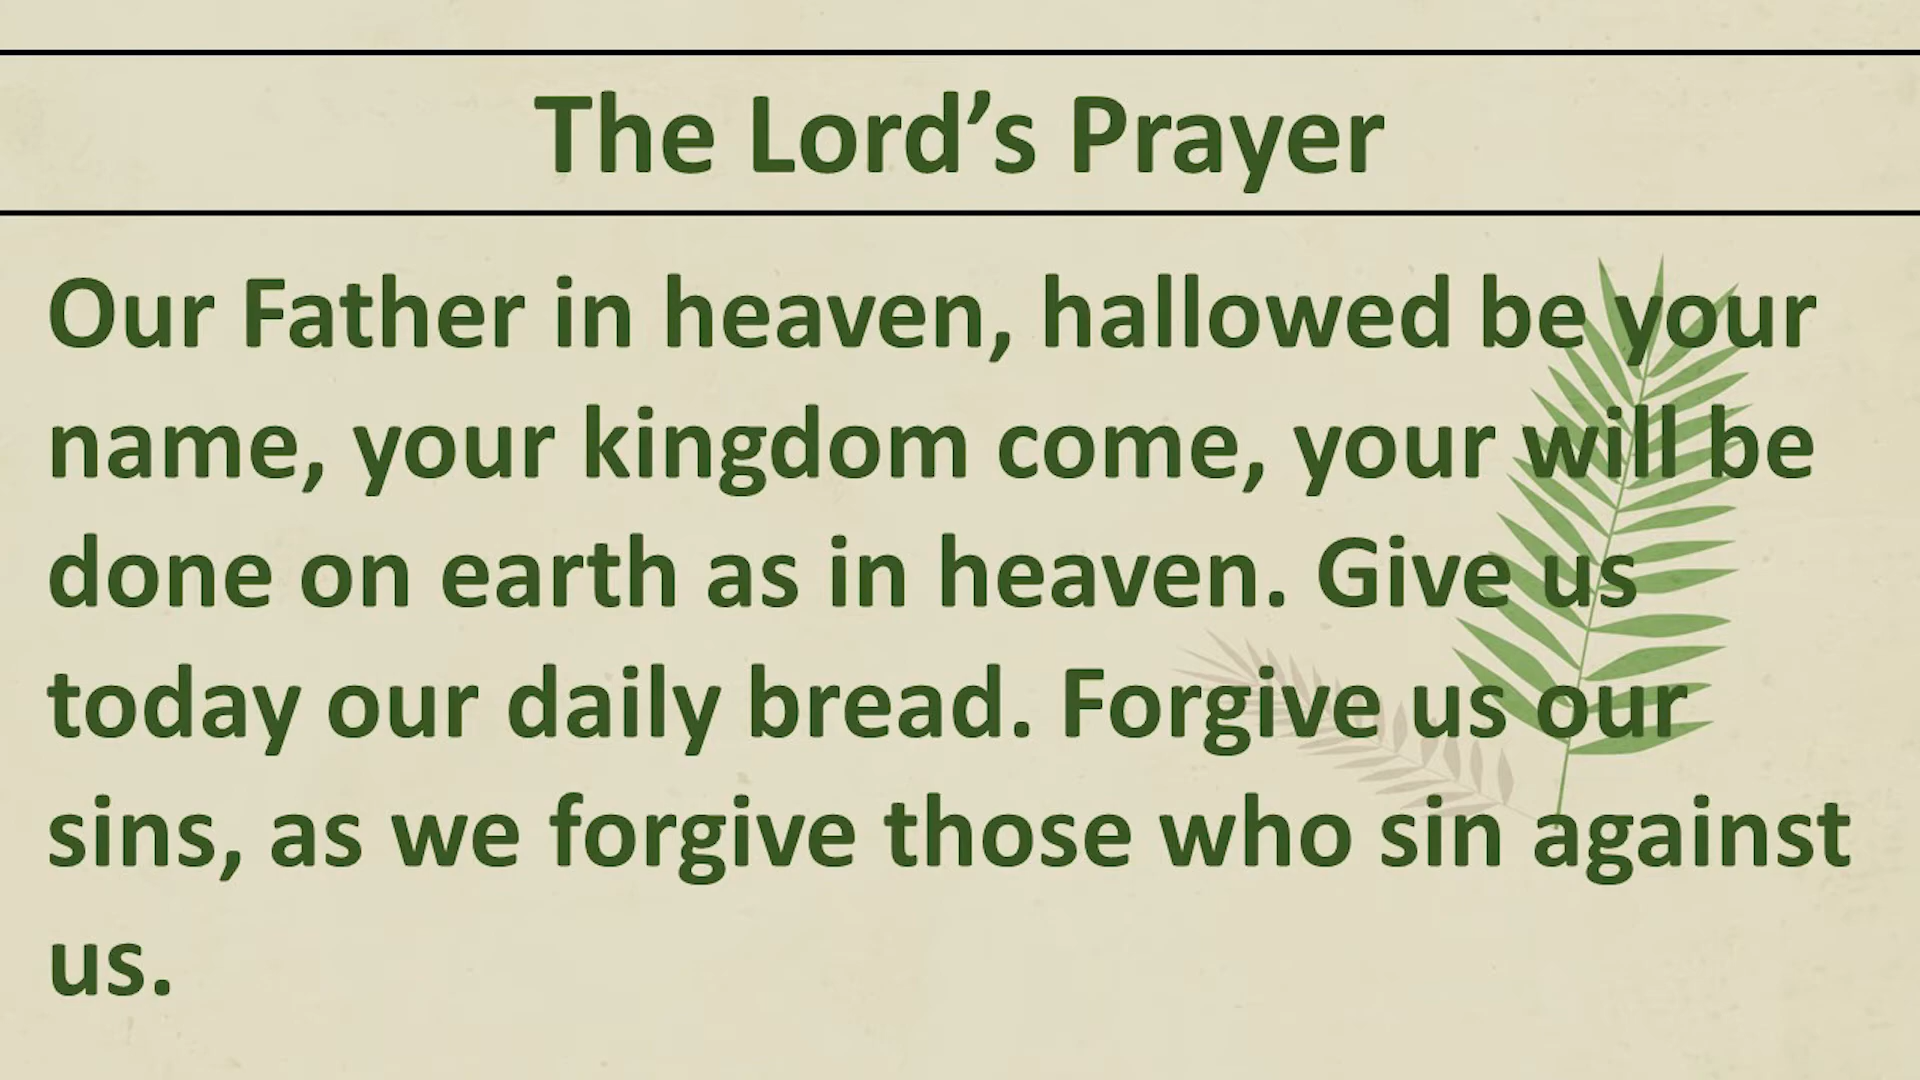 The Lord’s Prayer
Our Father in heaven, hallowed be your
name, your kingdom come, your will be
done on earth as in heaven. Give us
today our daily bread. Forgive us our
sins, as we forgive those who sin against
us.